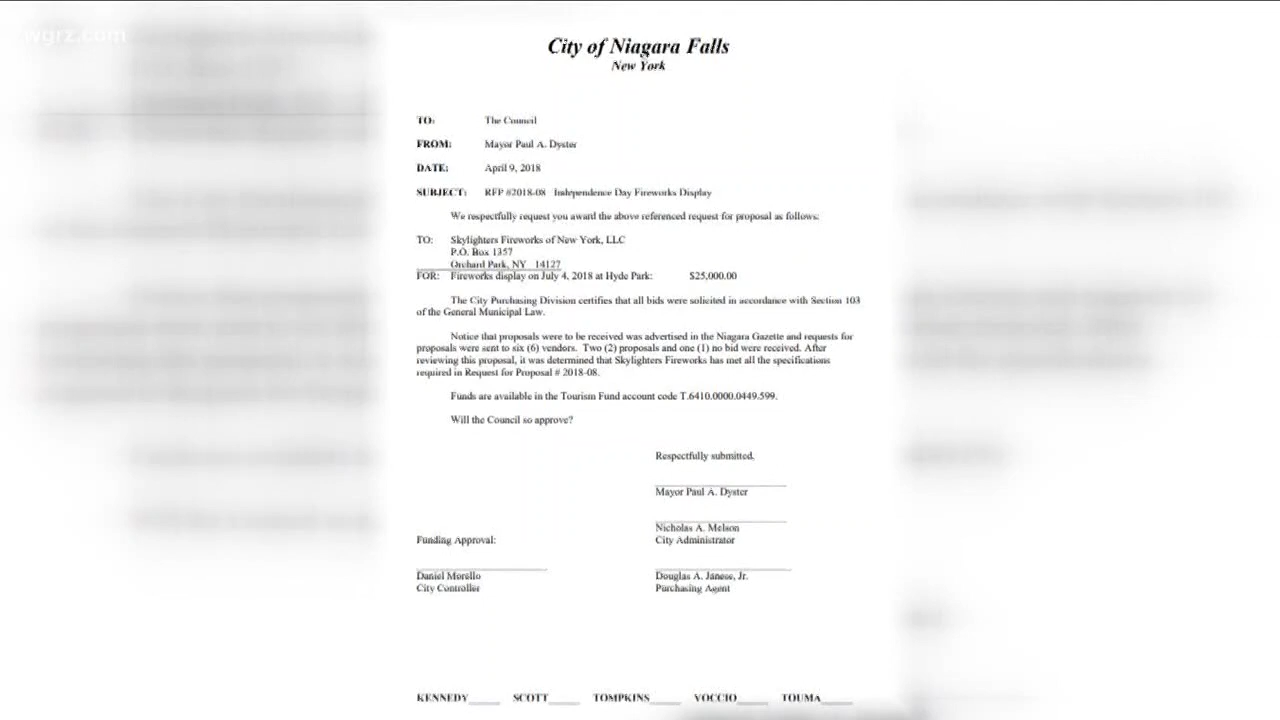 wgrz.com
City of Niagara Falls
New York
TO: The Council
FROM: Mayor Paul A. Dyster
DATE: April 9, 2018
SUBJECT: RFP #2018-08 Independence Day Fireworks Display
We respectfully request you award the above referenced request for proposal as follows:
TO: Skylighters Fireworks of New York, LLC
P.O. Box 1357
Orchard Park, NY 14127
FOR: Fireworks display on July 4, 2018 at Hyde Park: $25,000.00
The City Purchasing Division certifies that all bids were solicited in accordance with Section 103
of the General Municipal Law.
Notice that proposals were to be received was advertised in the Niagara Gazette and requests for
proposals were sent to six (6) vendors. Two (2) proposals and one (1) no bid were received. After
reviewing this proposal, it was determined that Skylighters Fireworks has met all the specifications
required in Request for Proposal # 2018-08.
Funds are available in the Tourism Fund account code T.6410.0000.0449.599.
Will the Council so approve?
Respectfully submitted,
Mayor Paul A. Dyster
Nicholas A. Melson
Funding Approval: City Administrator
Daniel Morello Douglas A. Janese, Jr.
City Controller Purchasing Agent
KENNEDY_____ SCOTT_____ TOMPKINS_____ VOCCIO_____ TOUMA_____